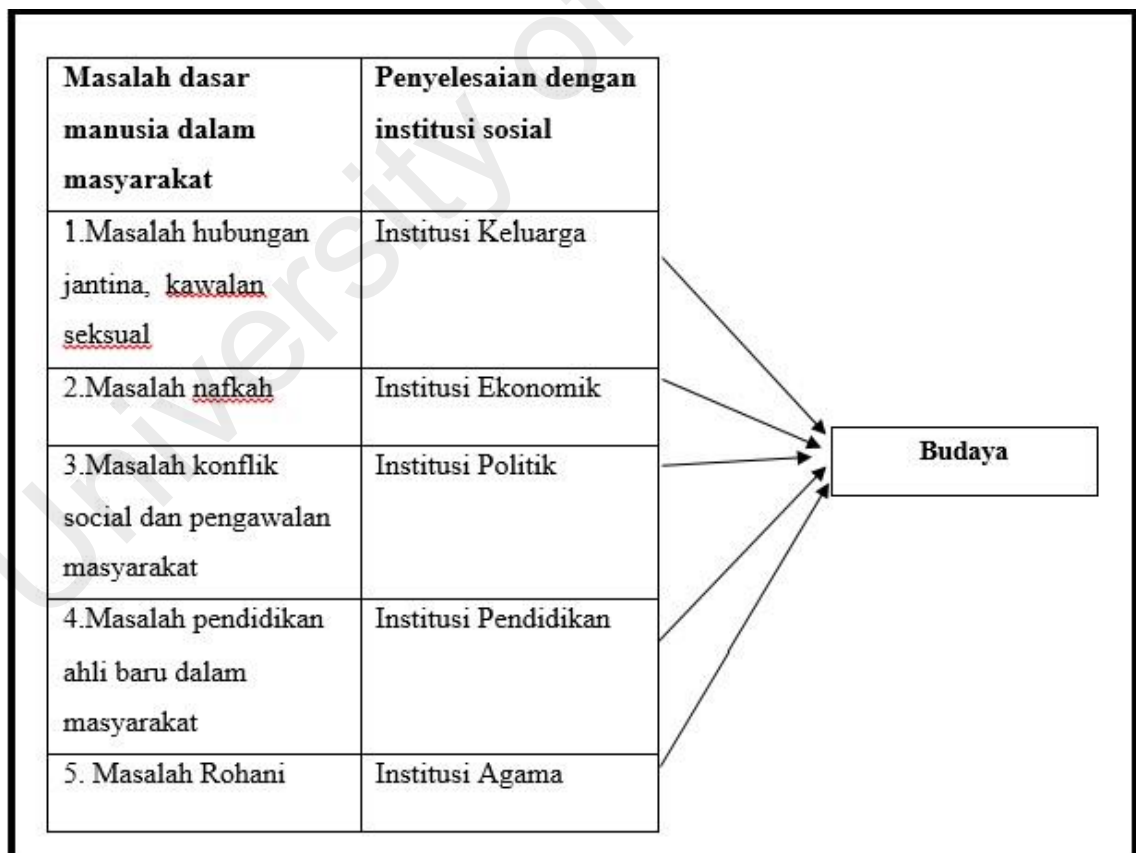 Masalah dasar
manusia dalam
masyarakat
Penyelesaian dengan
institusi sosial
1.Masalah hubungan
jantina, kawalan
seksual
Institusi Keluarga
2.Masalah nafkah
Institusi Ekonomik
3.Masalah konflik
social dan pengawalan
masyarakat
Institusi Politik
4.Masalah pendidikan
ahli baru dalam
masyarakat
Institusi Pendidikan
5. Masalah Rohani
Institusi Agama
Budaya
University of